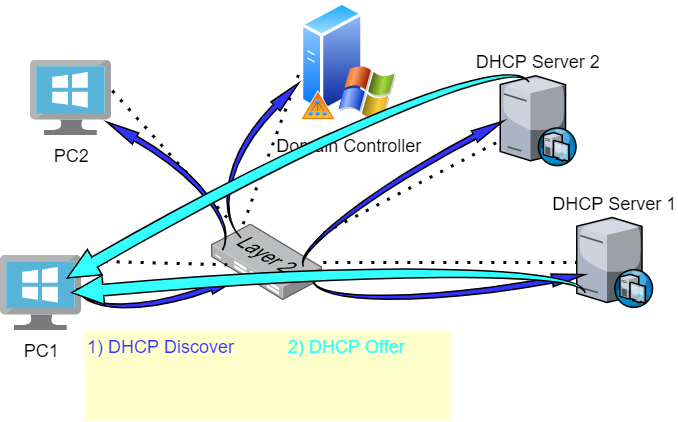 DHCP Server 2
Domain Controller
PC2
DHCP Server 1
Layer 2
PC1
1) DHCP Discover
2) DHCP Offer